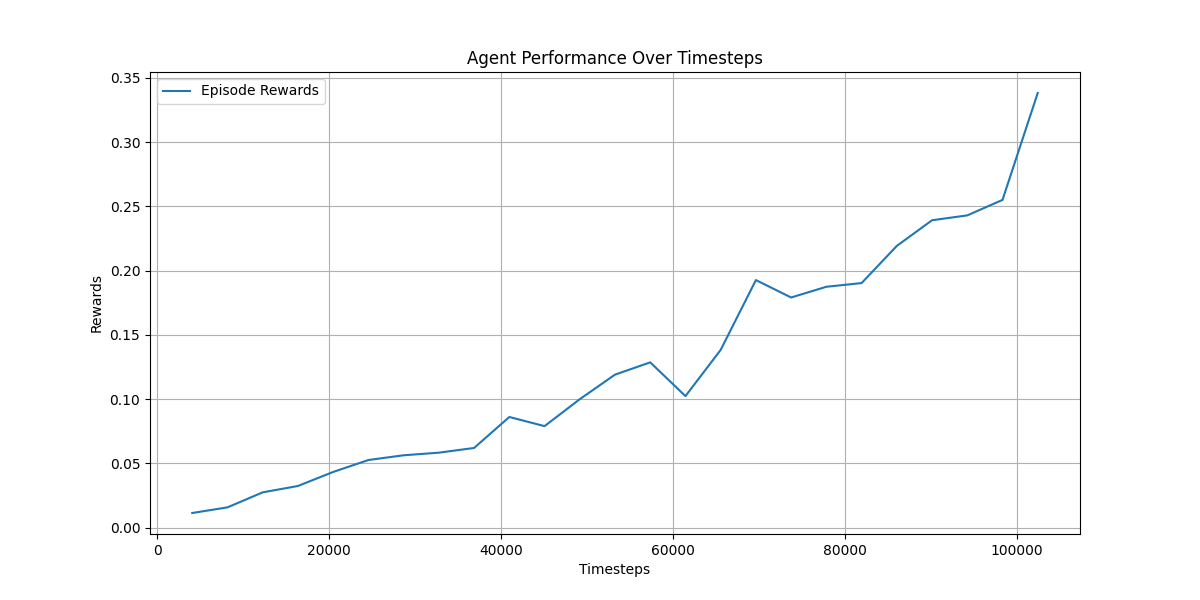 Agent Performance Over Timesteps
Episode Rewards
0.35
0.30
0.25
0.20
0.15
0.10
0.05
0.00
Rewards
0 20000 40000 60000 80000 100000
Timesteps